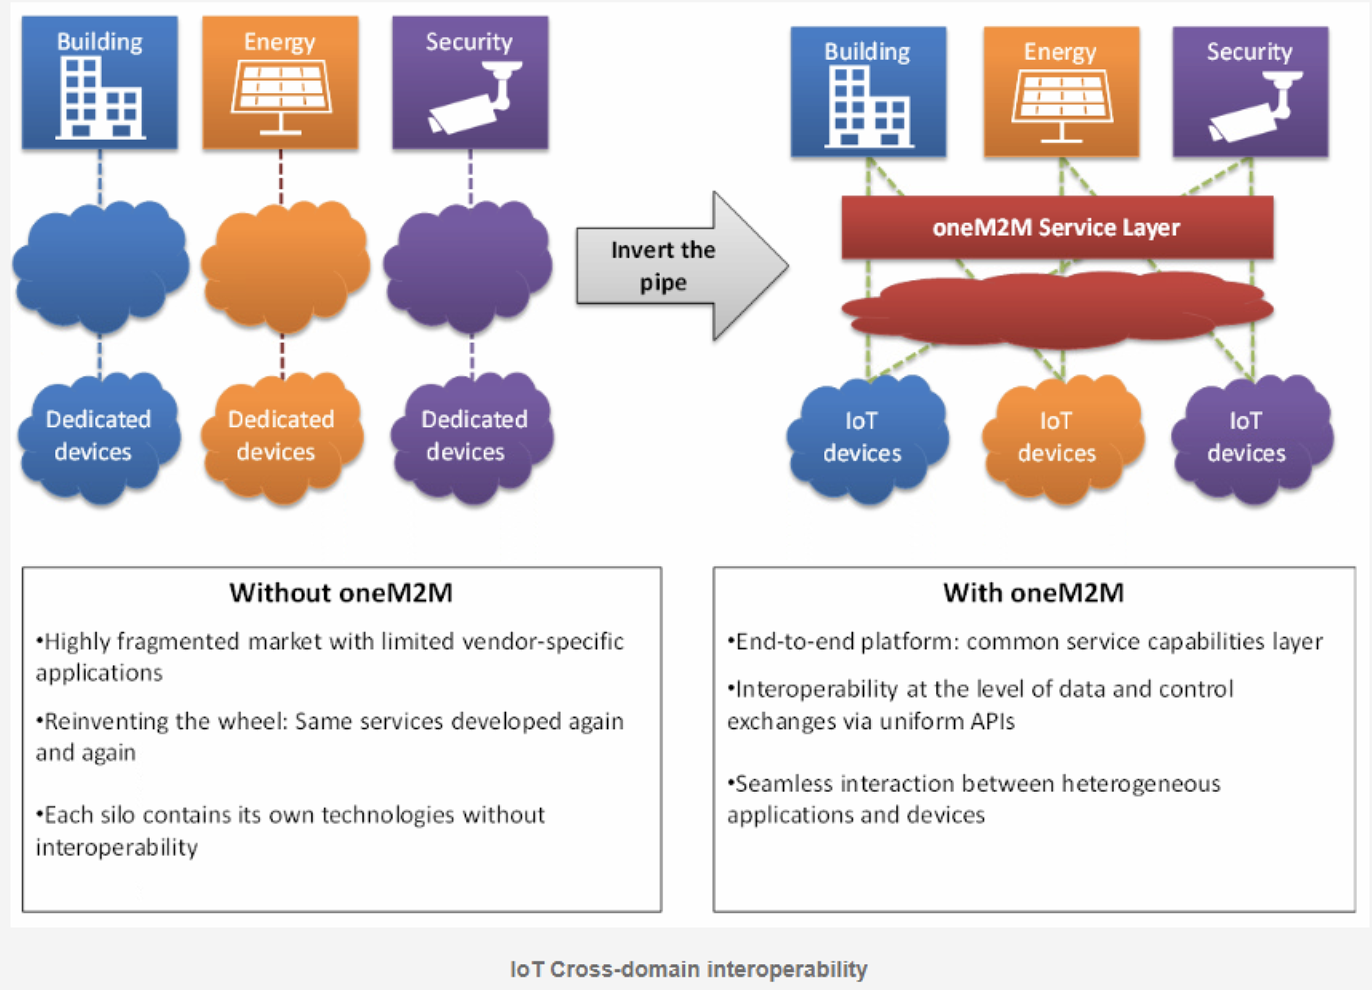 Building
Energy
Security
Building
Energy
Security
oneM2M Service Layer
Invert the
pipe
Dedicated
devices
Dedicated
devices
Dedicated
devices
IoT
devices
IoT
devices
IoT
devices
Without oneM2M
•Highly fragmented market with limited vendor-specific
applications
•Reinventing the wheel: Same services developed again
and again
•Each silo contains its own technologies without
interoperability
With oneM2M
•End-to-end platform: common service capabilities layer
•Interoperability at the level of data and control
exchanges via uniform APIs
•Seamless interaction between heterogeneous
applications and devices
IoT Cross-domain interoperability